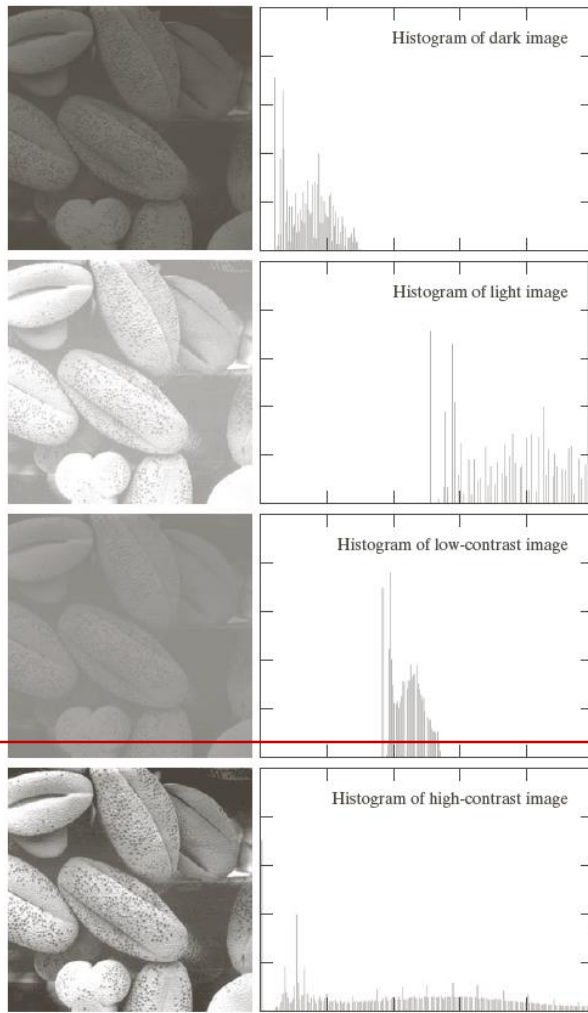 Histogram of dark image
Histogram of light image
Histogram of low-contrast image
Histogram of high-contrast image